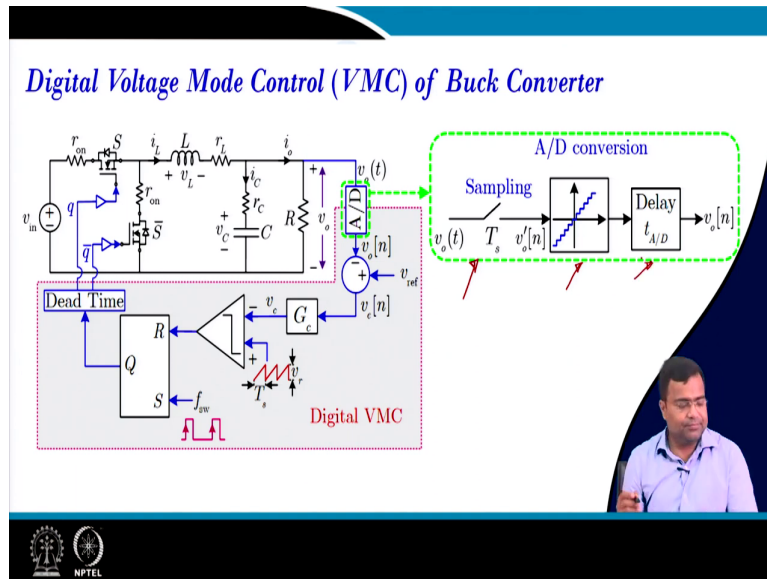 Digital Voltage Mode Control (VMC) of Buck Converter
r_on S i_L L r_L i_o
A/D conversion
+ v_L −
i_C
+ v_o(t)
Sampling
q
r_on
r_C
A/D
Delay
v_in
S̅
+ v_C − C
R
v_o
v_o(t) T_s v_o'[n]
t_A/D
v_o[n]
q̅
v_o[n]
−
Dead Time
+ v_ref
v_c
G_c
v_e[n]
R
−
+
Q
v_r
T_s
S
f_sw
Digital VMC
NPTEL